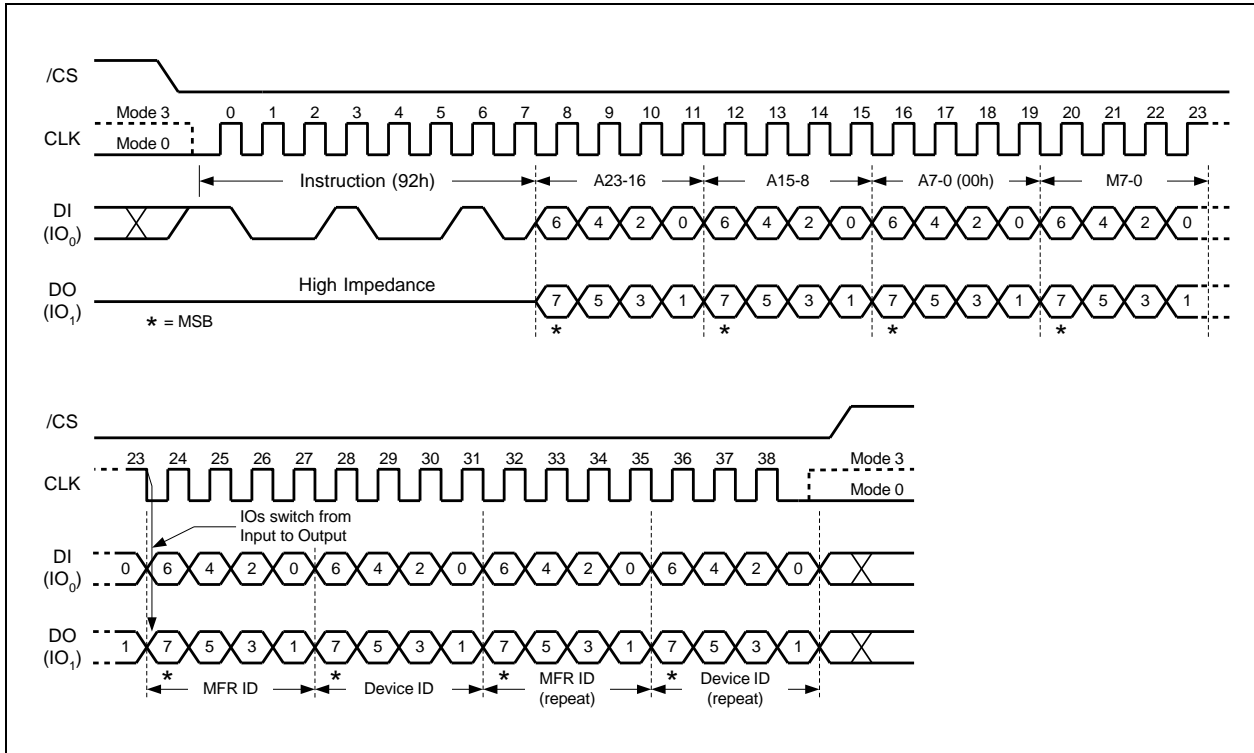 /CS
Mode 3 0 1 2 3 4 5 6 7 8 9 10 11 12 13 14 15 16 17 18 19 20 21 22 23
CLK
Mode 0
Instruction (92h) A23-16 A15-8 A7-0 (00h) M7-0
DI
(IO0)
6 4 2 0 6 4 2 0 6 4 2 0 6 4 2 0
High Impedance
DO
(IO1)
7 5 3 1 7 5 3 1 7 5 3 1 7 5 3 1
* = MSB
* * * *
/CS
23 24 25 26 27 28 29 30 31 32 33 34 35 36 37 38 Mode 3
CLK
Mode 0
IOs switch from
Input to Output
DI
(IO0)
0 6 4 2 0 6 4 2 0 6 4 2 0 6 4 2 0
DO
(IO1)
1 7 5 3 1 7 5 3 1 7 5 3 1 7 5 3 1
* * * *
MFR ID Device ID MFR ID
(repeat)
Device ID
(repeat)